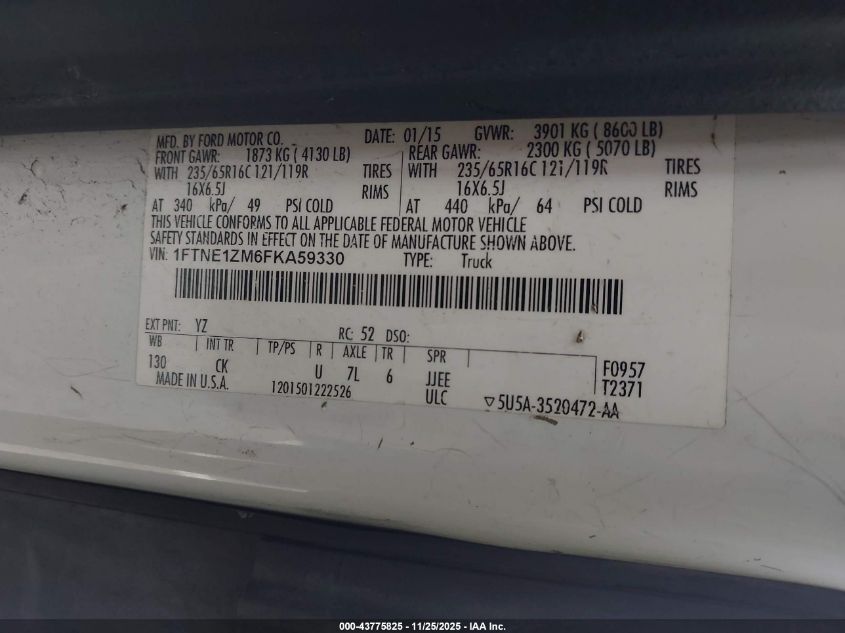 MFD. BY FORD MOTOR CO. DATE: 01/15 GVWR: 3901 KG ( 8600 LB)
FRONT GAWR: 1873 KG ( 4130 LB) REAR GAWR: 2300 KG ( 5070 LB)
WITH 235/65R16C 121/119R TIRES WITH 235/65R16C 121/119R TIRES
16X6.5J RIMS 16X6.5J RIMS
AT 340 kPa/ 49 PSI COLD AT 440 kPa/ 64 PSI COLD
THIS VEHICLE CONFORMS TO ALL APPLICABLE FEDERAL MOTOR VEHICLE
SAFETY STANDARDS IN EFFECT ON THE DATE OF MANUFACTURE SHOWN ABOVE.
VIN: 1FTNE1ZM6FKA59330 TYPE: Truck
EXT PNT: YZ RC: 52 DSO:
WB INT TR TP/PS R AXLE TR SPR
130 CK U 7L 6 JJEE F0957
MADE IN U.S.A. 1201501222526 ULC T2371
▽5U5A-3520472-AA
000-43775825 - 11/25/2025 - IAA Inc.